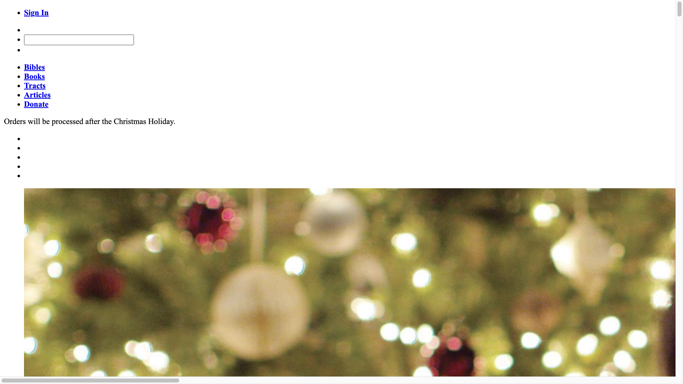 Sign In
Bibles
Books
Tracts
Articles
Donate
Orders will be processed after the Christmas Holiday.